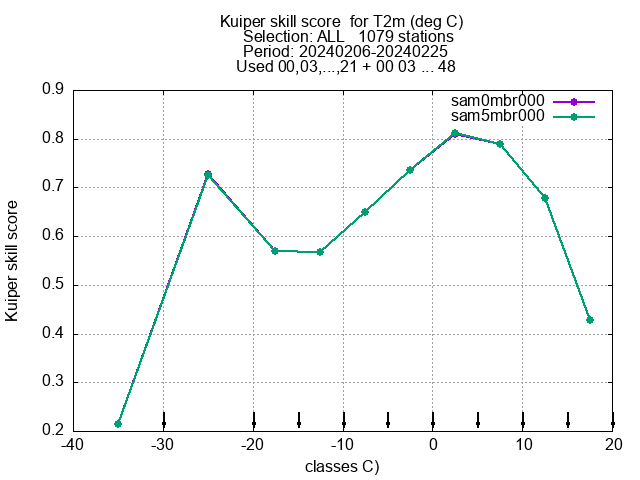 Kuiper skill score  for T2m (deg C)
Selection: ALL   1079 stations
Period: 20240206-20240225
Used 00,03,...,21 + 00 03 ... 48
sam0mbr000
sam5mbr000
0.9
0.8
0.7
0.6
0.5
0.4
0.3
0.2
Kuiper skill score
-40 -30 -20 -10 0 10 20
classes C)